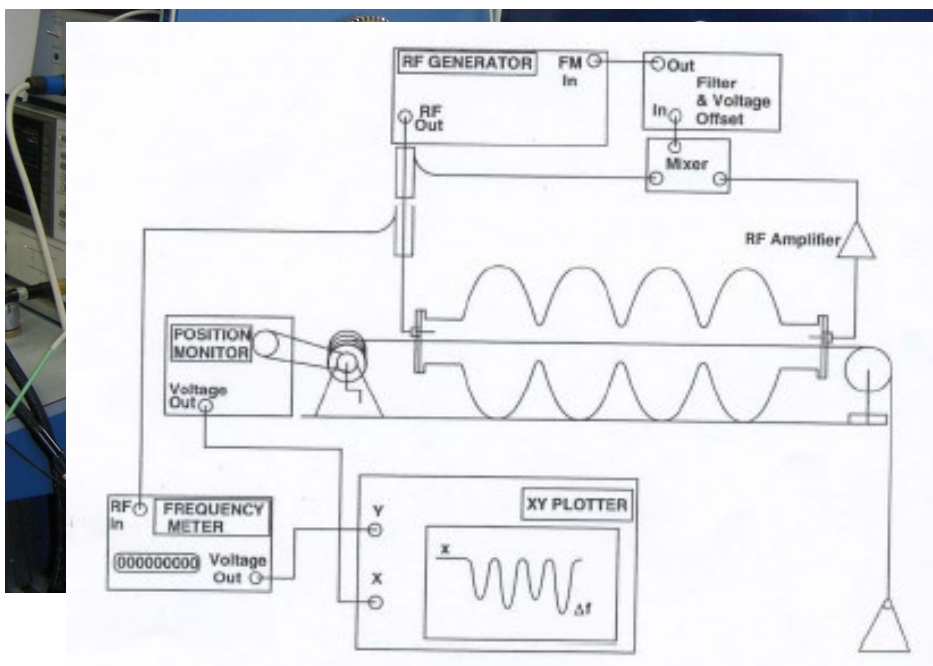 RF GENERATOR
FM
In
RF
Out
Out
Filter
& Voltage
Offset
In
Mixer
RF Amplifier
POSITION
MONITOR
Voltage
Out
RF
In
FREQUENCY
METER
000000000
Voltage
Out
XY PLOTTER
Y
X
x
Δf